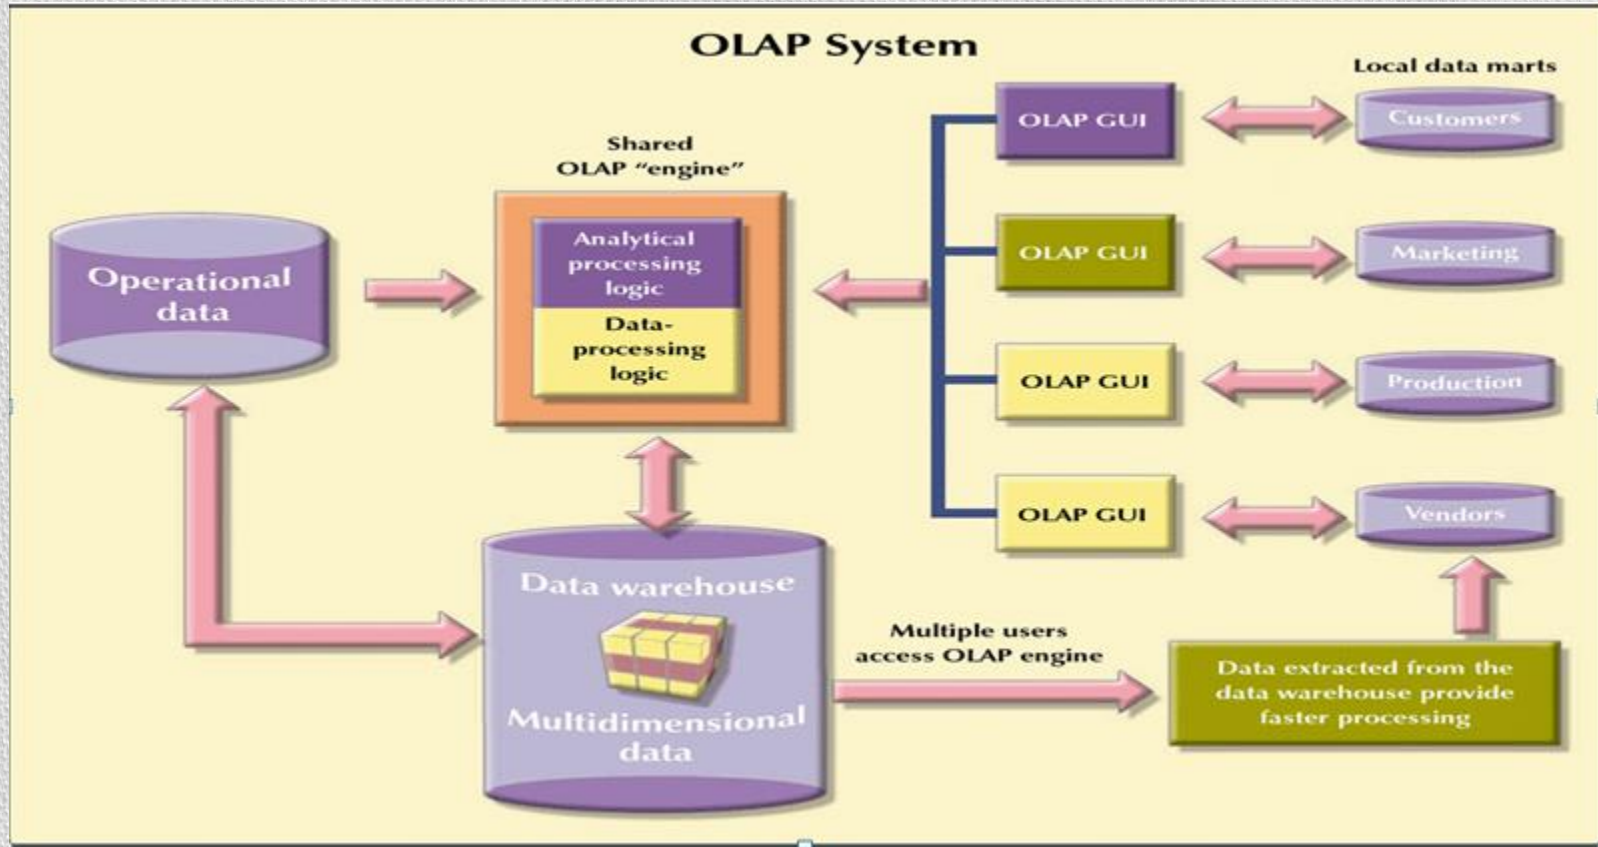 OLAP System
Local data marts
Shared
OLAP “engine”
Operational
data
Analytical
processing
logic
Data-
processing
logic
OLAP GUI
Customers
OLAP GUI
Marketing
OLAP GUI
Production
OLAP GUI
Vendors
Data warehouse
Multidimensional
data
Multiple users
access OLAP engine
Data extracted from the
data warehouse provide
faster processing